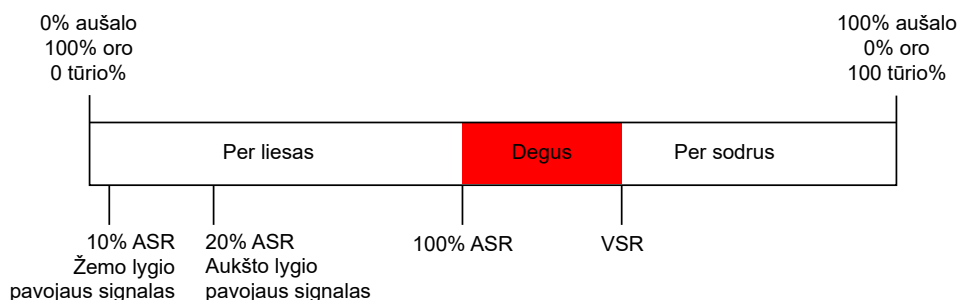 0% aušalo
100% oro
0 tūrio%
100% aušalo
0% oro
100 tūrio%
Per liesas
Degus
Per sodrus
10% ASR
Žemo lygio
pavojaus signalas
20% ASR
Aukšto lygio
pavojaus signalas
100% ASR
VSR